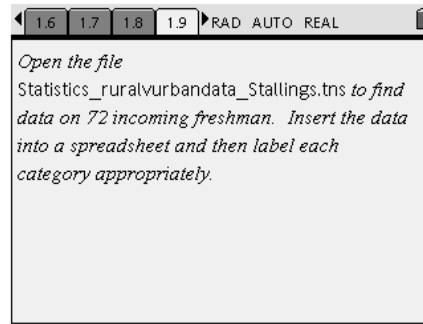 1.6 1.7 1.8 1.9 RAD AUTO REAL
Open the file
Statistics_ruralvurbandata_Stallings.tns to find
data on 72 incoming freshman. Insert the data
into a spreadsheet and then label each
category appropriately.